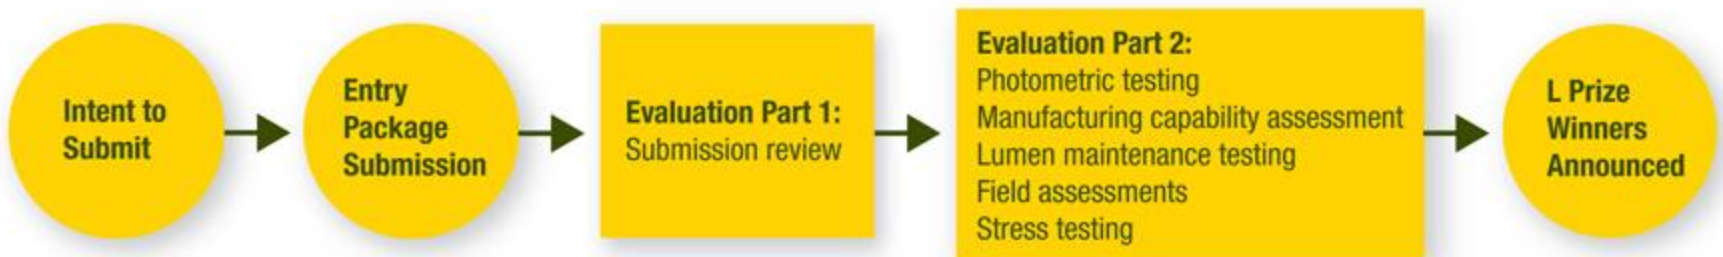 Intent to
Submit
Entry
Package
Submission
Evaluation Part 1:
Submission review
Evaluation Part 2:
Photometric testing
Manufacturing capability assessment
Lumen maintenance testing
Field assessments
Stress testing
L Prize
Winners
Announced